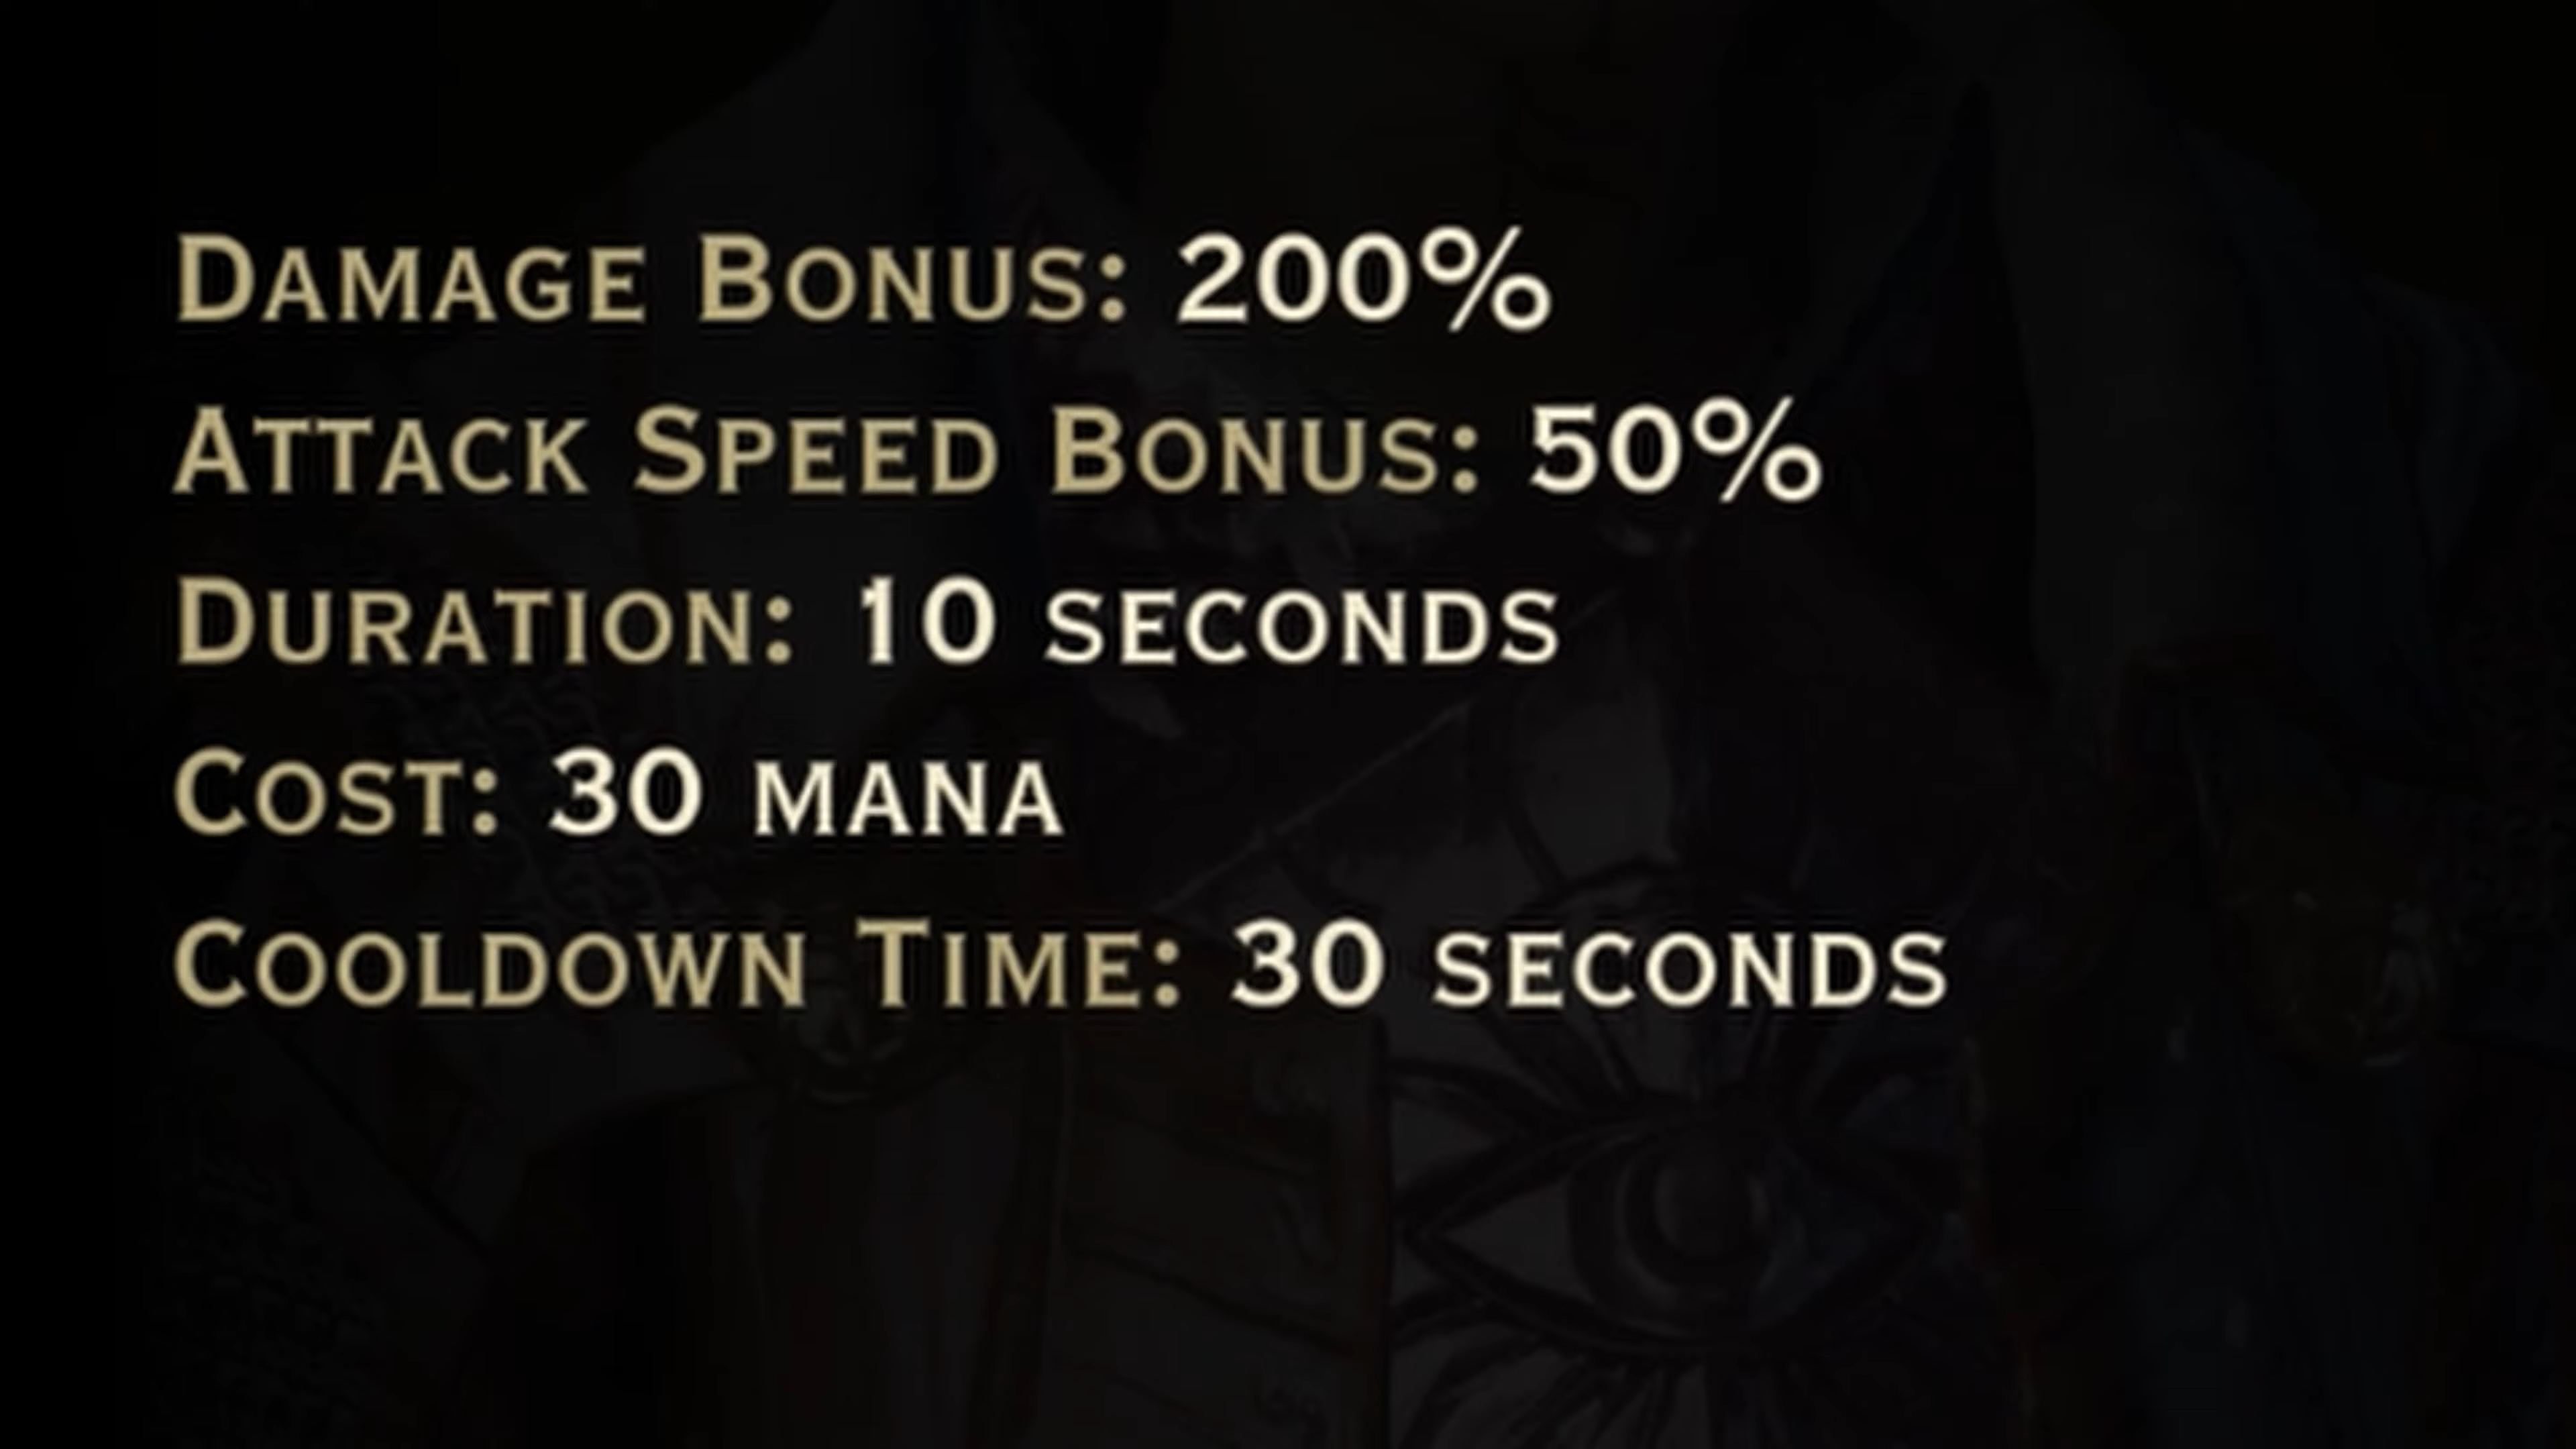 Damage Bonus: 200%
Attack Speed Bonus: 50%
Duration: 10 seconds
Cost: 30 mana
Cooldown Time: 30 seconds